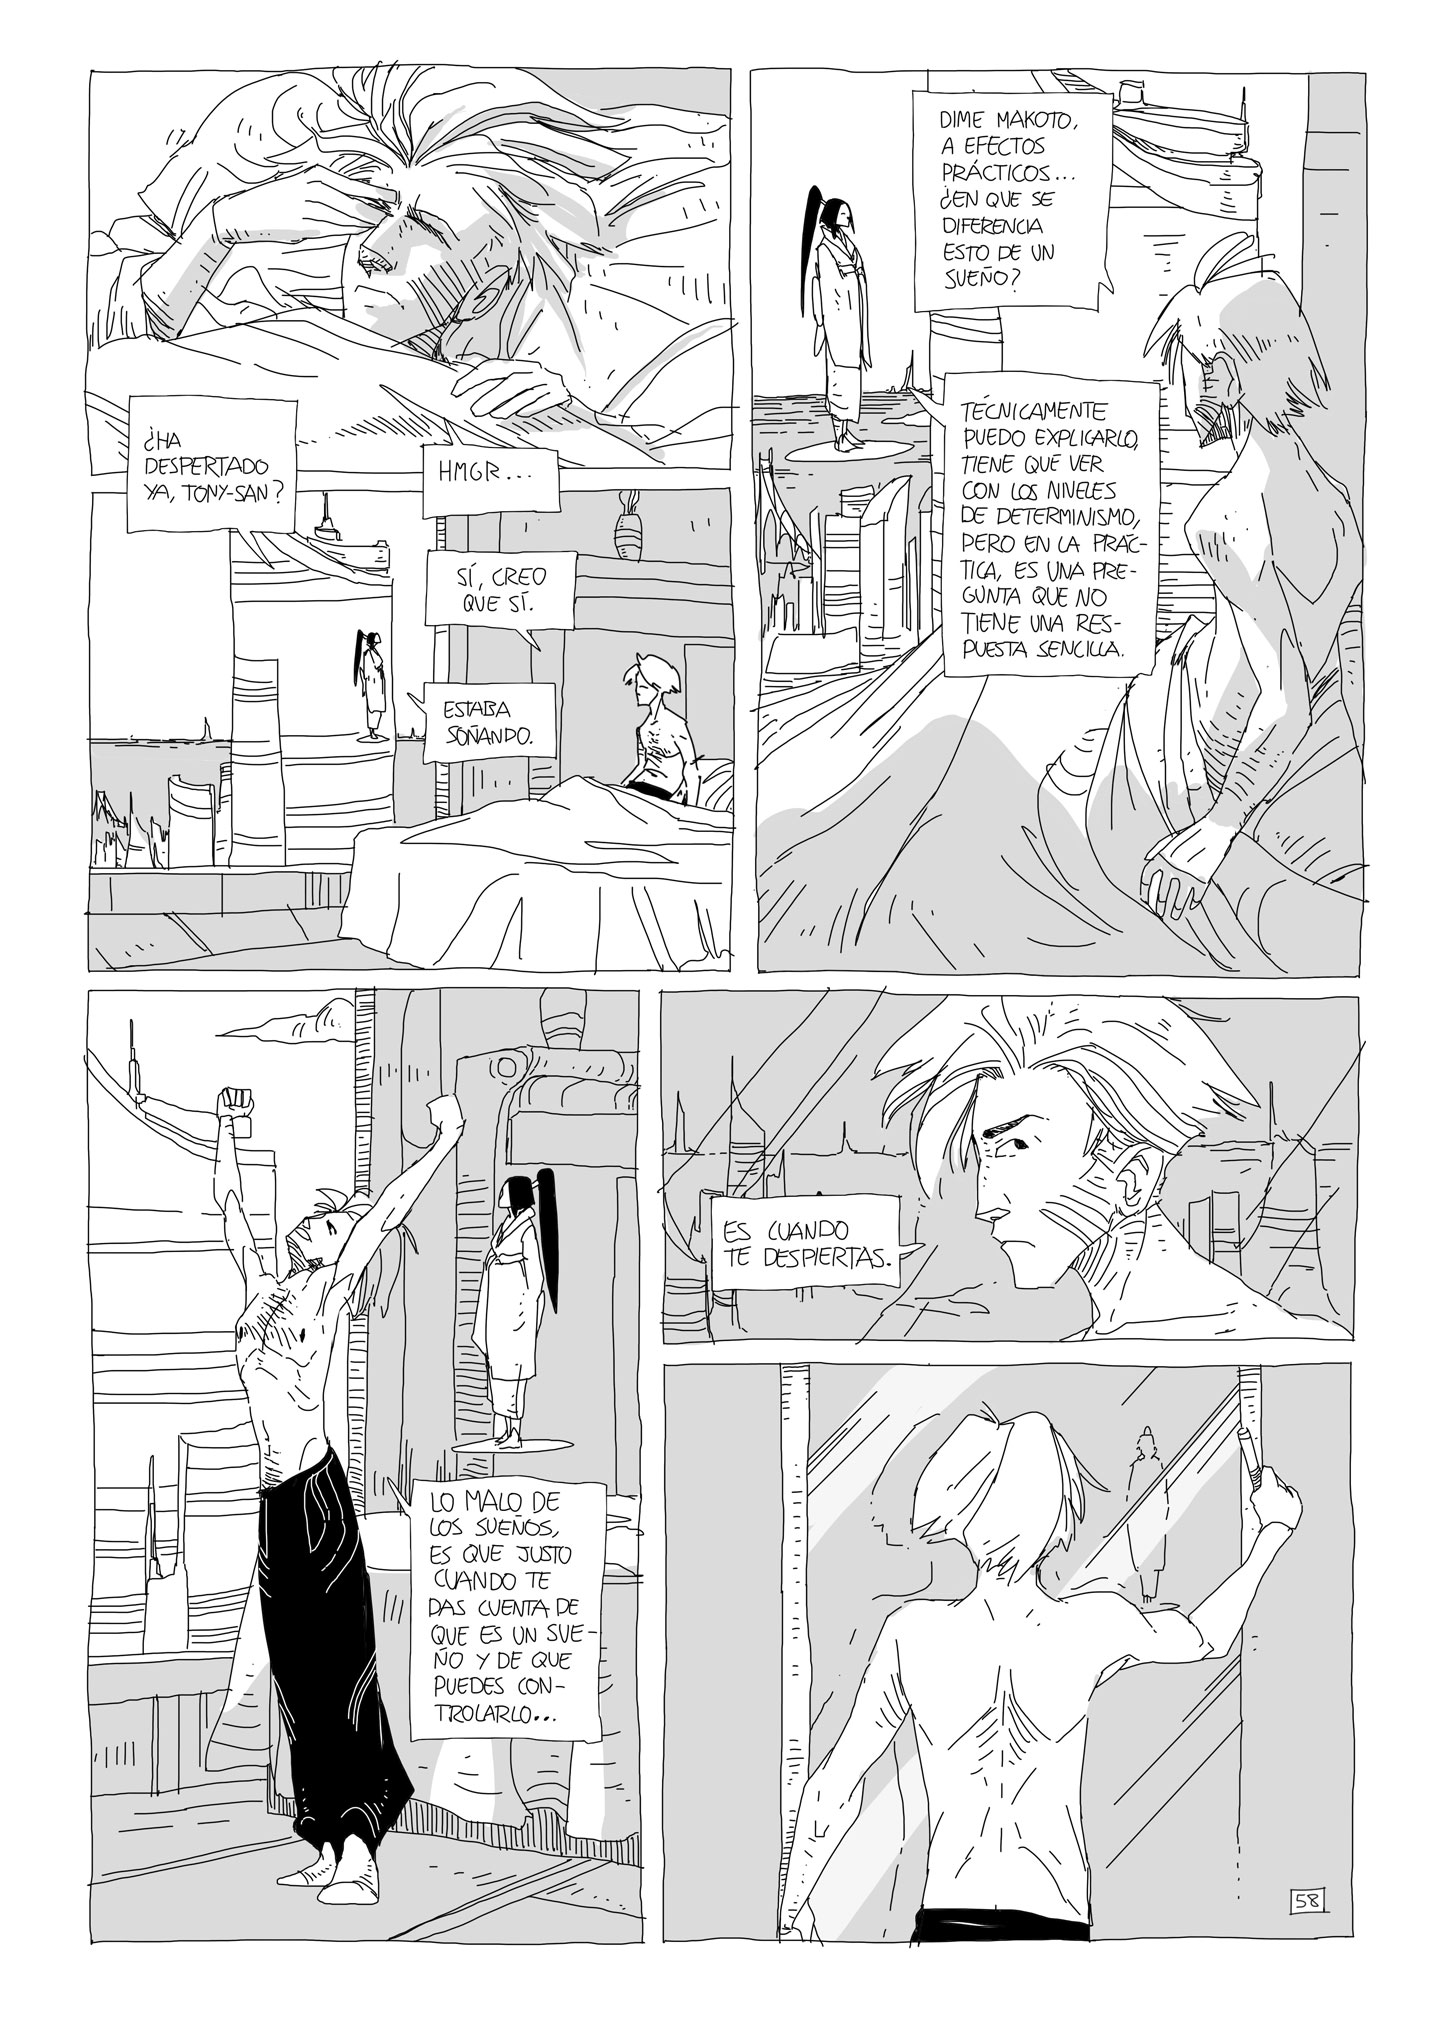 ¿HA
DESPERTADO
YA, TONY-SAN?
HMGR...
SÍ, CREO
QUE SÍ.
ESTABA
SOÑANDO.
DIME MAKOTO,
A EFECTOS
PRÁCTICOS...
¿EN QUE SE
DIFERENCIA
ESTO DE UN
SUEÑO?
TÉCNICAMENTE
PUEDO EXPLICARLO,
TIENE QUÉ VER
CON LOS NIVELES
DE DETERMINISMO,
PERO EN LA PRÁC-
TICA, ES UNA PRE-
GUNTA QUE NO
TIENE UNA RES-
PUESTA SENCILLA.
LO MALO DE
LOS SUEÑOS,
ES QUE JUSTO
CUANDO TE
DAS CUENTA DE
QUE ES UN SUE-
ÑO Y DE QUE
PUEDES CON-
TROLARLO...
ES CUANDO
TE DESPIERTAS.
58